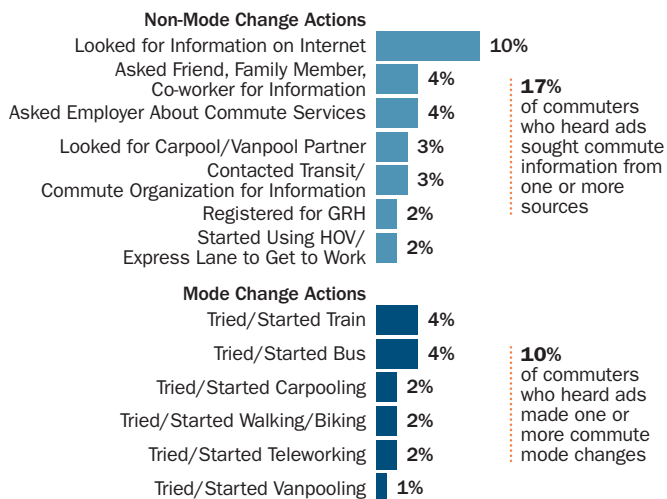 Non-Mode Change Actions
Looked for Information on Internet
10%
Asked Friend, Family Member,
Co-worker for Information
4%
Asked Employer About Commute Services
4%
Looked for Carpool/Vanpool Partner
3%
Contacted Transit/
Commute Organization for Information
3%
Registered for GRH
2%
Started Using HOV/
Express Lane to Get to Work
2%
17%
of commuters
who heard ads
sought commute
information from
one or more
sources
Mode Change Actions
Tried/Started Train
4%
Tried/Started Bus
4%
Tried/Started Carpooling
2%
Tried/Started Walking/Biking
2%
Tried/Started Teleworking
2%
Tried/Started Vanpooling
1%
10%
of commuters
who heard ads
made one or
more commute
mode changes